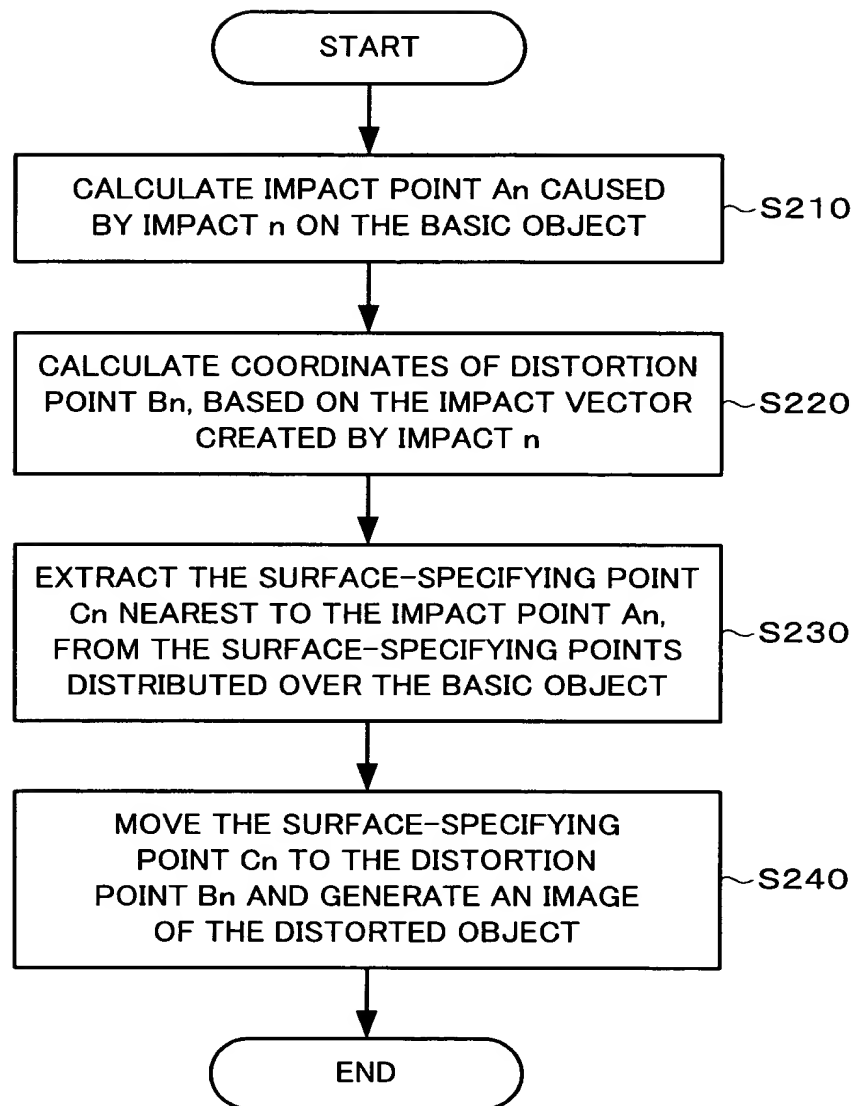 START
CALCULATE IMPACT POINT An CAUSED
BY IMPACT n ON THE BASIC OBJECT
S210
CALCULATE COORDINATES OF DISTORTION
POINT Bn, BASED ON THE IMPACT VECTOR
CREATED BY IMPACT n
S220
EXTRACT THE SURFACE-SPECIFYING POINT
Cn NEAREST TO THE IMPACT POINT An,
FROM THE SURFACE-SPECIFYING POINTS
DISTRIBUTED OVER THE BASIC OBJECT
S230
MOVE THE SURFACE-SPECIFYING
POINT Cn TO THE DISTORTION
POINT Bn AND GENERATE AN IMAGE
OF THE DISTORTED OBJECT
S240
END